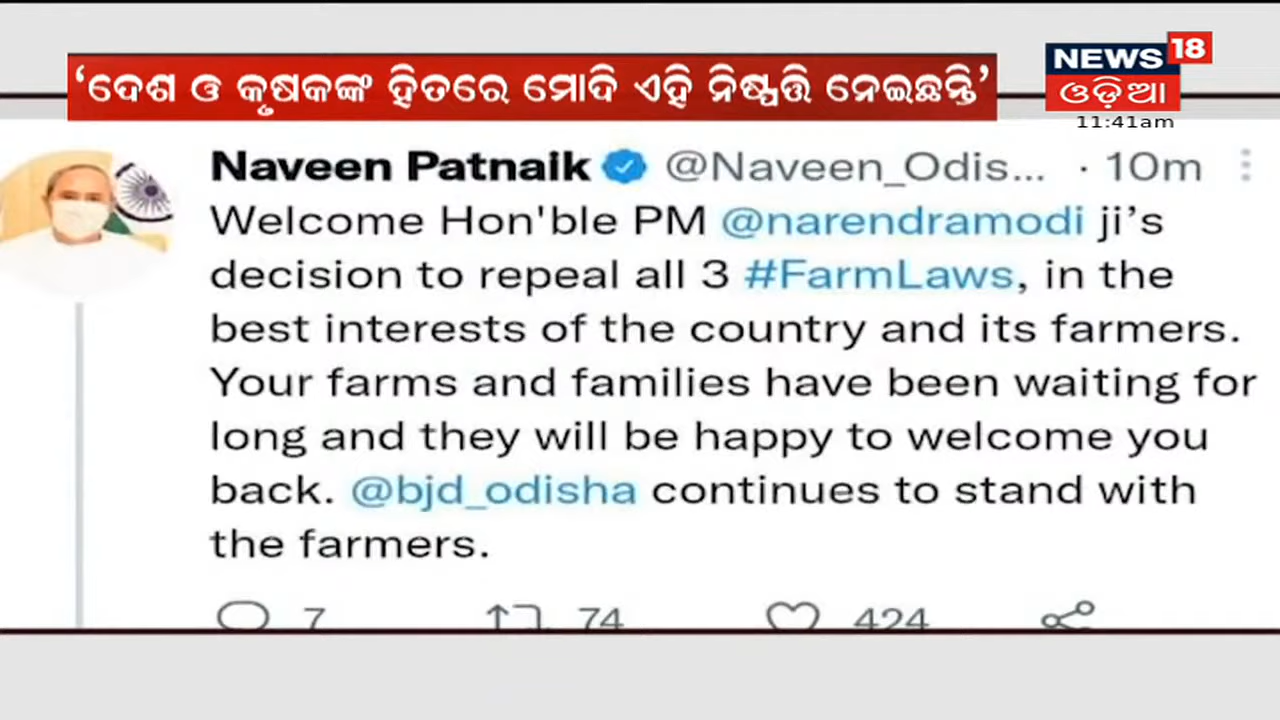 ‘ଦେଶ ଓ କୃଷକଙ୍କ ହିତରେ ମୋଦି ଏହି ନିଷ୍ପତ୍ତି ନେଇଛନ୍ତି’
NEWS 18
ଓଡ଼ିଆ
11:41am
Naveen Patnaik @Naveen_Odis... · 10m
Welcome Hon'ble PM @narendramodi ji’s
decision to repeal all 3 #FarmLaws, in the
best interests of the country and its farmers.
Your farms and families have been waiting for
long and they will be happy to welcome you
back. @bjd_odisha continues to stand with
the farmers.
7 74 424